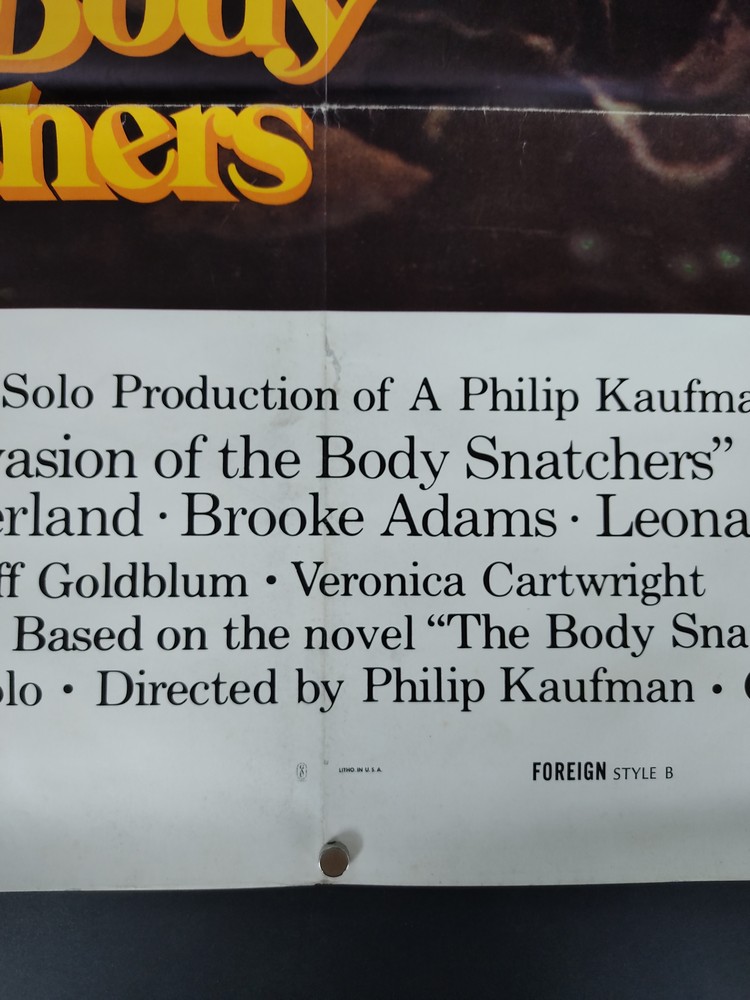 Body
hers
Solo Production of A Philip Kaufma
vasion of the Body Snatchers”
erland · Brooke Adams · Leona
ff Goldblum • Veronica Cartwright
Based on the novel “The Body Sna
olo • Directed by Philip Kaufman •
LITHO. IN U.S.A.
FOREIGN STYLE B